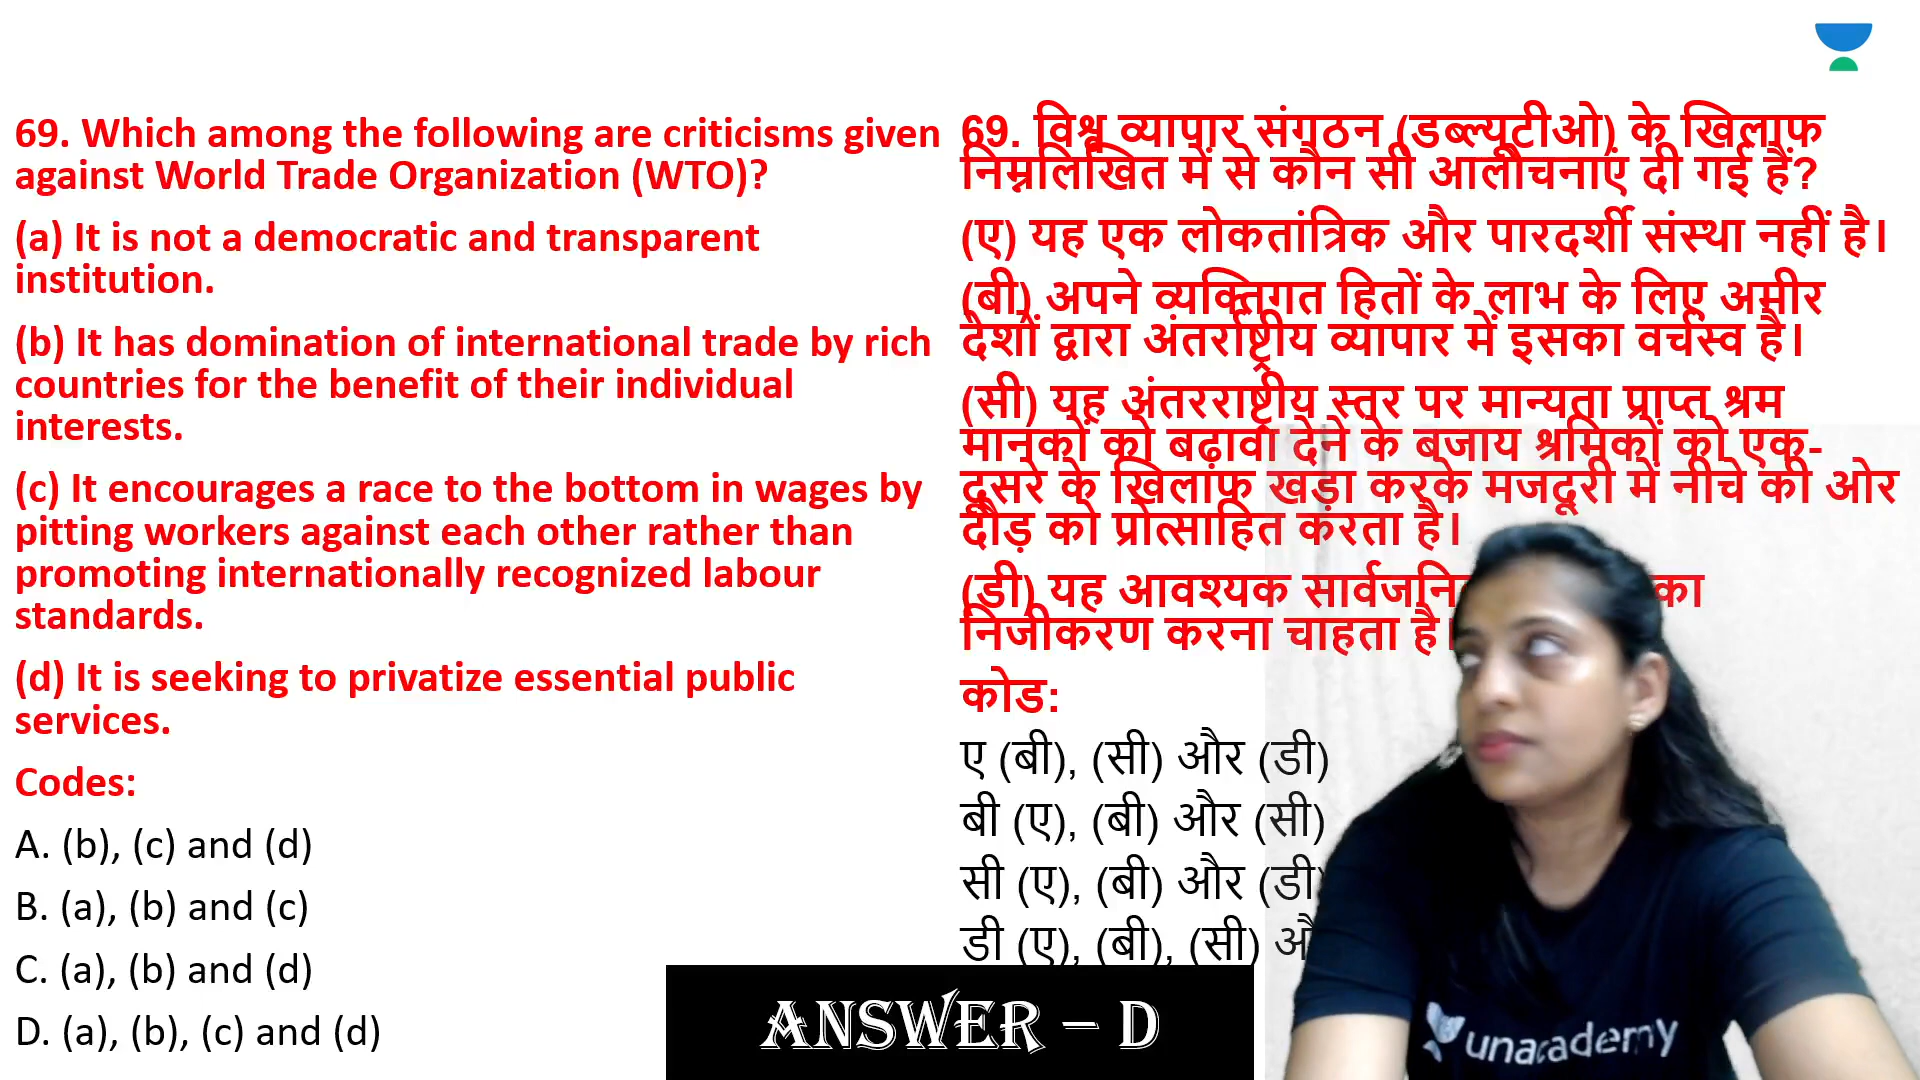 69. Which among the following are criticisms given
against World Trade Organization (WTO)?
(a) It is not a democratic and transparent
institution.
(b) It has domination of international trade by rich
countries for the benefit of their individual
interests.
(c) It encourages a race to the bottom in wages by
pitting workers against each other rather than
promoting internationally recognized labour
standards.
(d) It is seeking to privatize essential public
services.
Codes:
A. (b), (c) and (d)
B. (a), (b) and (c)
C. (a), (b) and (d)
D. (a), (b), (c) and (d)
69. विश्व व्यापार संगठन (डब्ल्यूटीओ) के खिलाफ
निम्नलिखित में से कौन सी आलोचनाएं दी गई हैं?
(ए) यह एक लोकतांत्रिक और पारदर्शी संस्था नहीं है।
(बी) अपने व्यक्तिगत हितों के लाभ के लिए अमीर
देशों द्वारा अंतर्राष्ट्रीय व्यापार में इसका वर्चस्व है।
(सी) यह अंतरराष्ट्रीय स्तर पर मान्यता प्राप्त श्रम
मानकों को बढ़ावा देने के बजाय श्रमिकों को एक-
दूसरे के खिलाफ खड़ा करके मजदूरी में नीचे की ओर
दौड़ को प्रोत्साहित करता है।
(डी) यह आवश्यक का
निजीकरण करना चाहता है।
कोड:
ए (बी), (सी) और (डी)
बी (ए), (बी) और (सी)
सी (ए), (बी) और (डी)
डी (ए), (बी), (सी)
ANSWER – D
unacademy